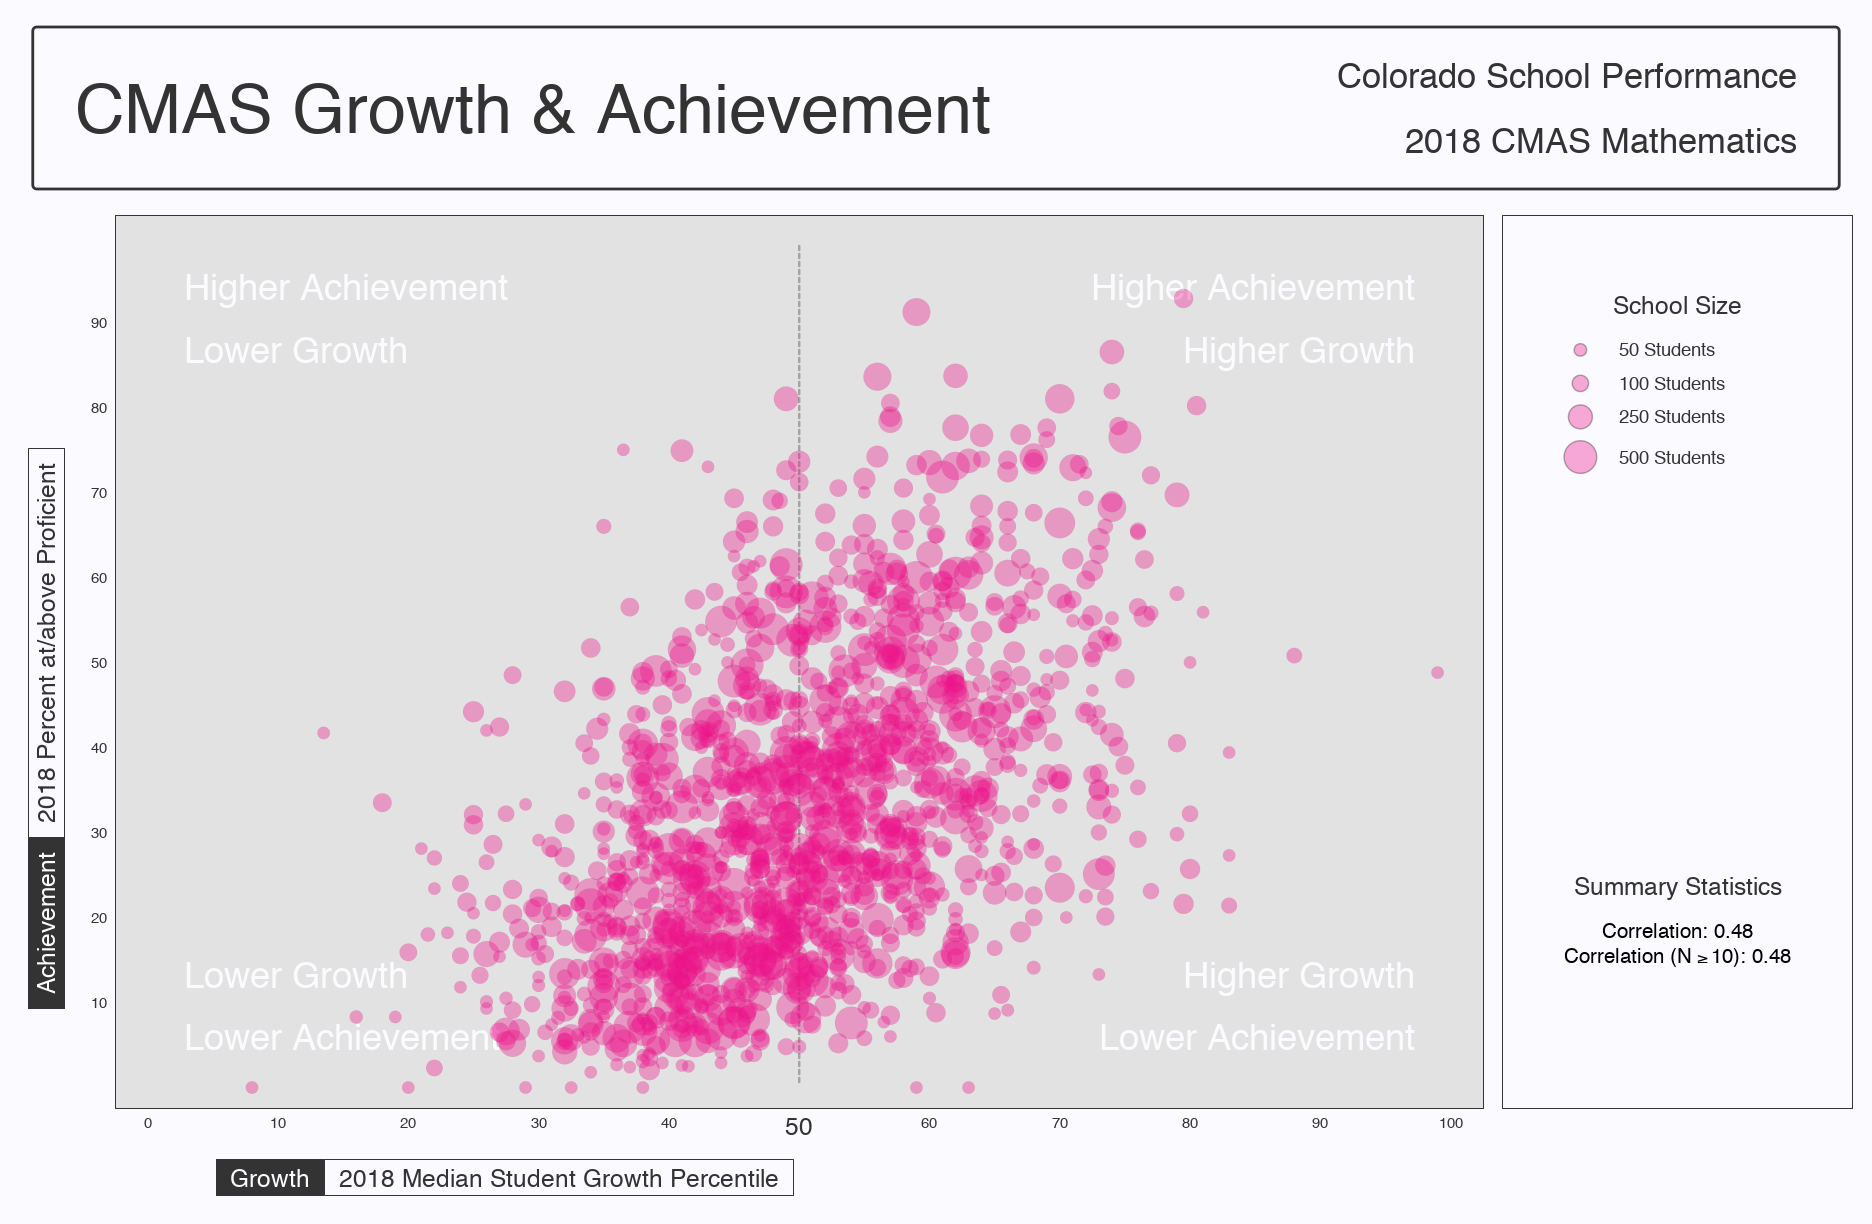 CMAS Growth & Achievement
Colorado School Performance
2018 CMAS Mathematics
Higher Achievement
Lower Growth
Higher Achievement
Higher Growth
Lower Growth
Lower Achievement
Higher Growth
Lower Achievement
90
80
70
60
50
40
30
20
10
Achievement 2018 Percent at/above Proficient
0 10 20 30 40 50 60 70 80 90 100
Growth 2018 Median Student Growth Percentile
School Size
50 Students
100 Students
250 Students
500 Students
Summary Statistics
Correlation: 0.48
Correlation (N ≥ 10): 0.48